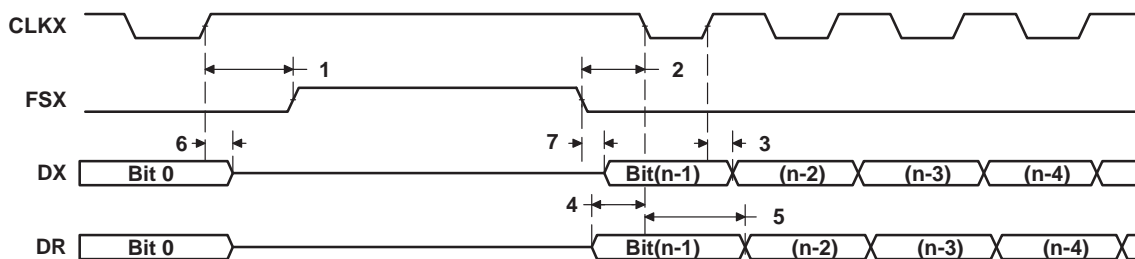 CLKX
1 2
FSX
6 7 3
DX Bit 0 Bit(n-1) (n-2) (n-3) (n-4)
4 5
DR Bit 0 Bit(n-1) (n-2) (n-3) (n-4)